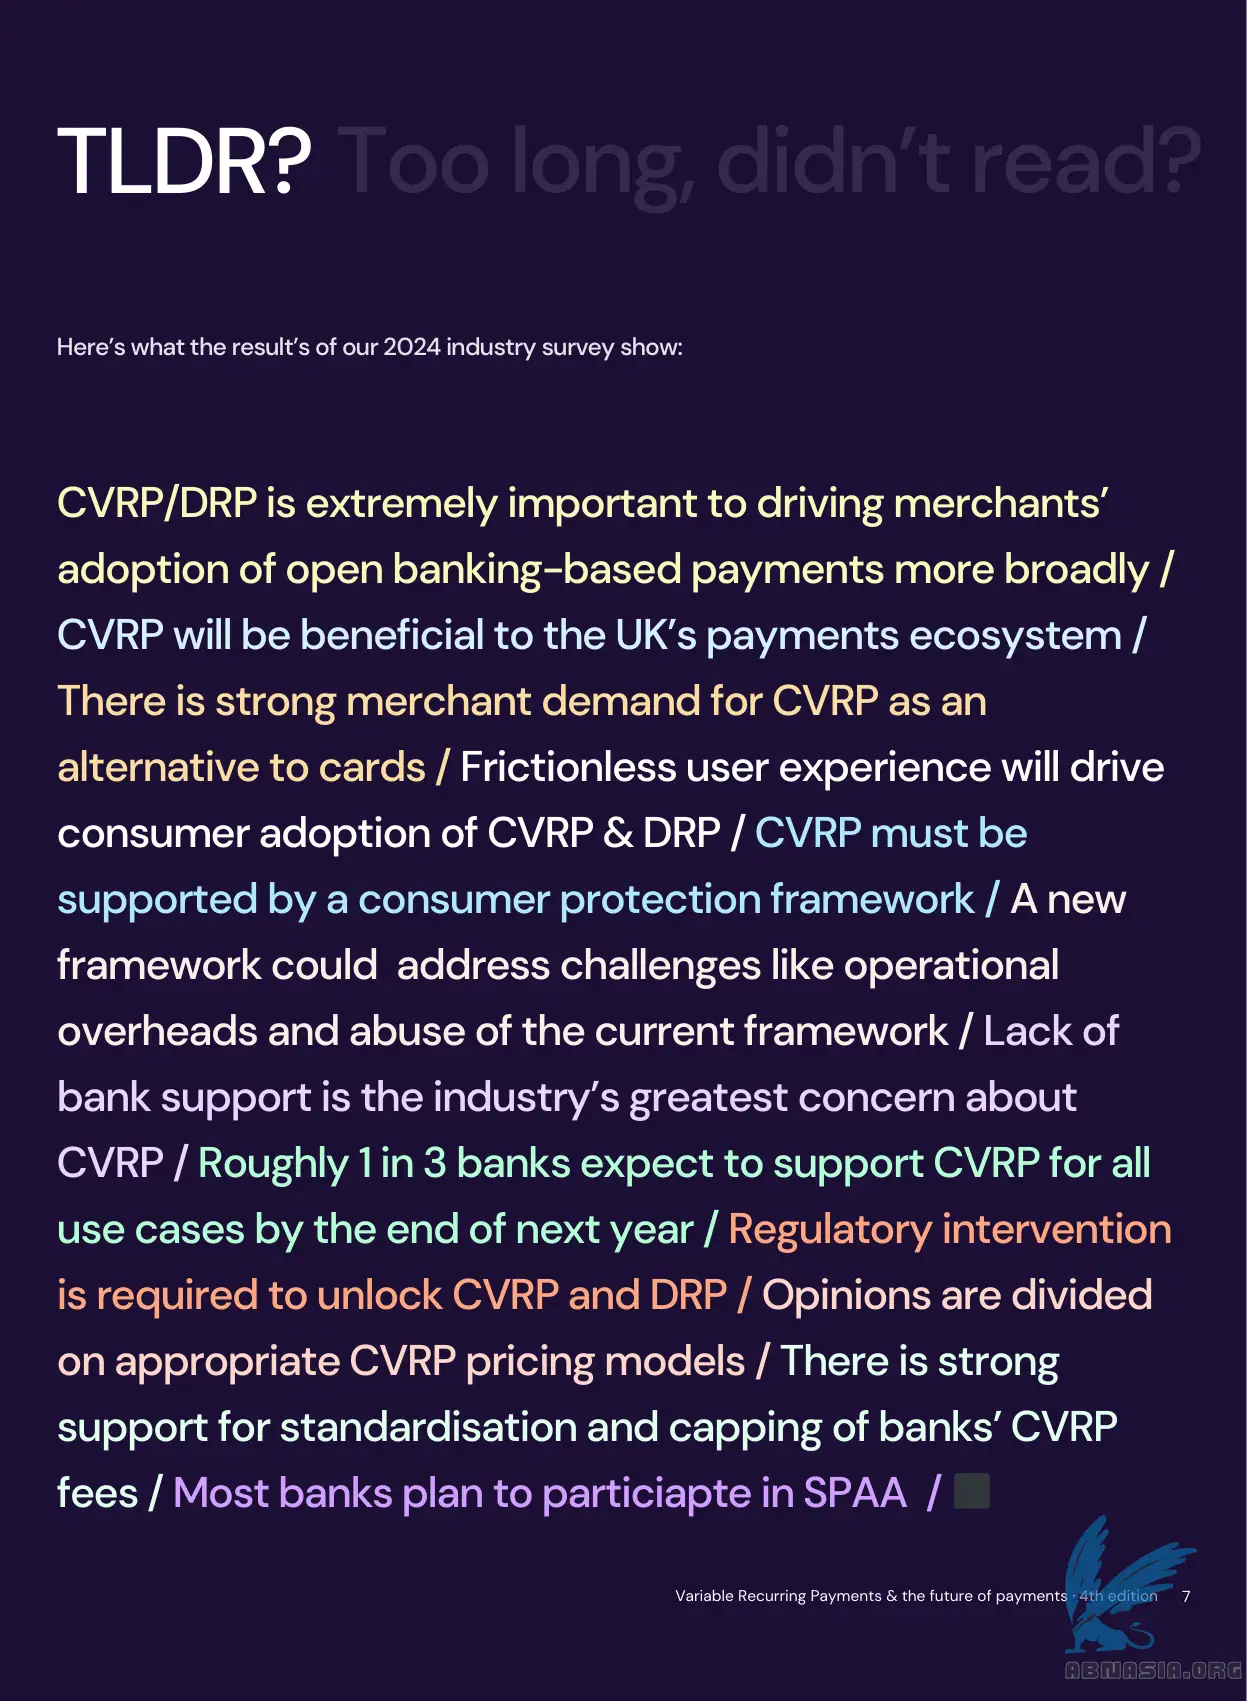 TLDR? Too long, didn’t read?
Here’s what the result’s of our 2024 industry survey show:
CVRP/DRP is extremely important to driving merchants’
adoption of open banking-based payments more broadly /
CVRP will be beneficial to the UK’s payments ecosystem /
There is strong merchant demand for CVRP as an
alternative to cards / Frictionless user experience will drive
consumer adoption of CVRP & DRP / CVRP must be
supported by a consumer protection framework / A new
framework could  address challenges like operational
overheads and abuse of the current framework / Lack of
bank support is the industry’s greatest concern about
CVRP / Roughly 1 in 3 banks expect to support CVRP for all
use cases by the end of next year / Regulatory intervention
is required to unlock CVRP and DRP / Opinions are divided
on appropriate CVRP pricing models / There is strong
support for standardisation and capping of banks’ CVRP
fees / Most banks plan to particiapte in SPAA  /
Variable Recurring Payments & the future of payments · 4th edition 7
ABNASIA.ORG